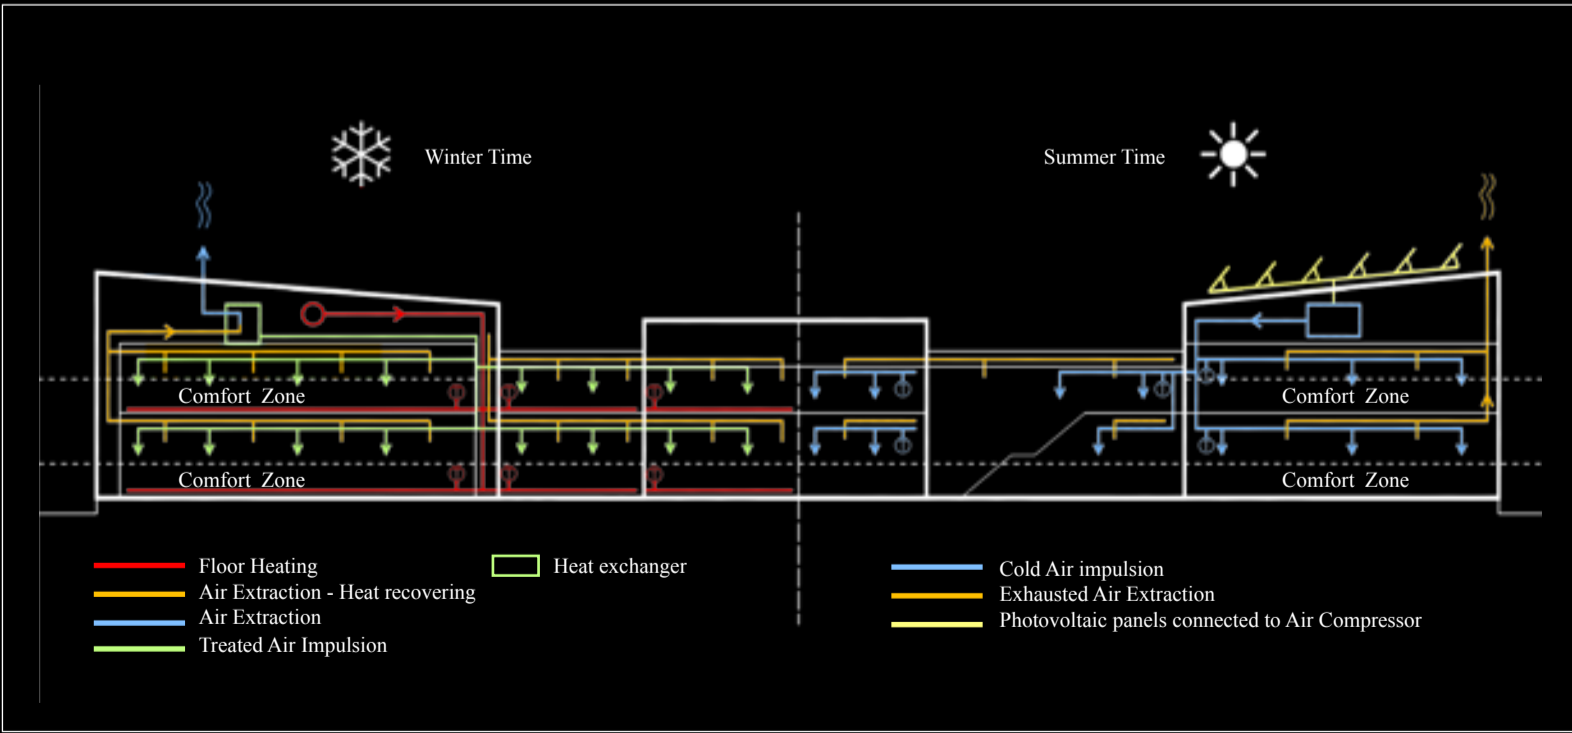 Winter Time
Summer Time
Comfort Zone
Comfort Zone
Comfort Zone
Comfort Zone
Floor Heating
Air Extraction - Heat recovering
Air Extraction
Treated Air Impulsion
Heat exchanger
Cold Air impulsion
Exhausted Air Extraction
Photovoltaic panels connected to Air Compressor